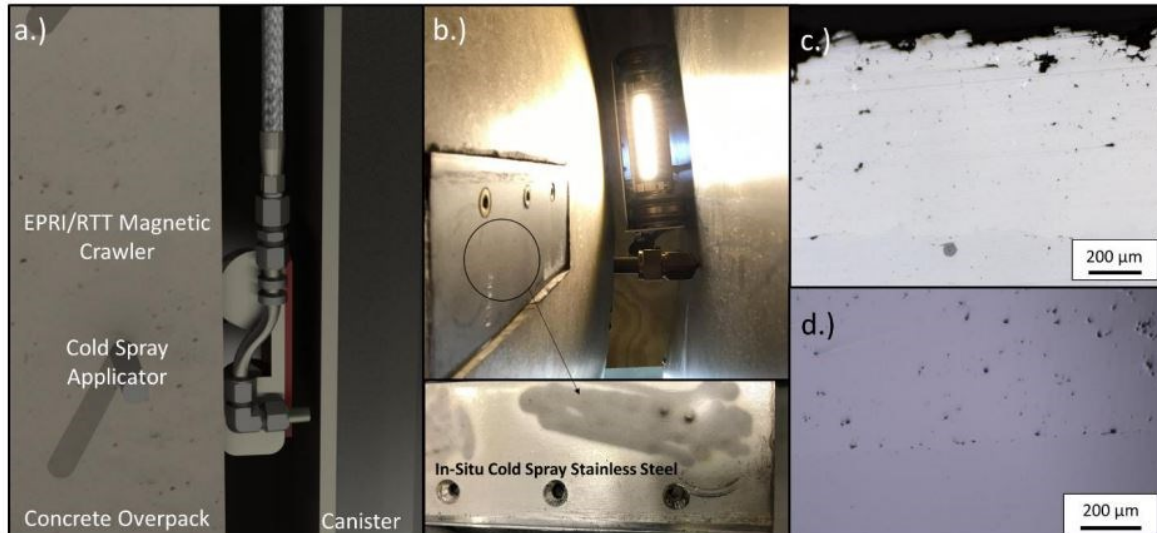 a.)
EPRI/RTT Magnetic
Crawler
Cold Spray
Applicator
Concrete Overpack
Canister
b.)
In-Situ Cold Spray Stainless Steel
c.)
200 µm
d.)
200 µm